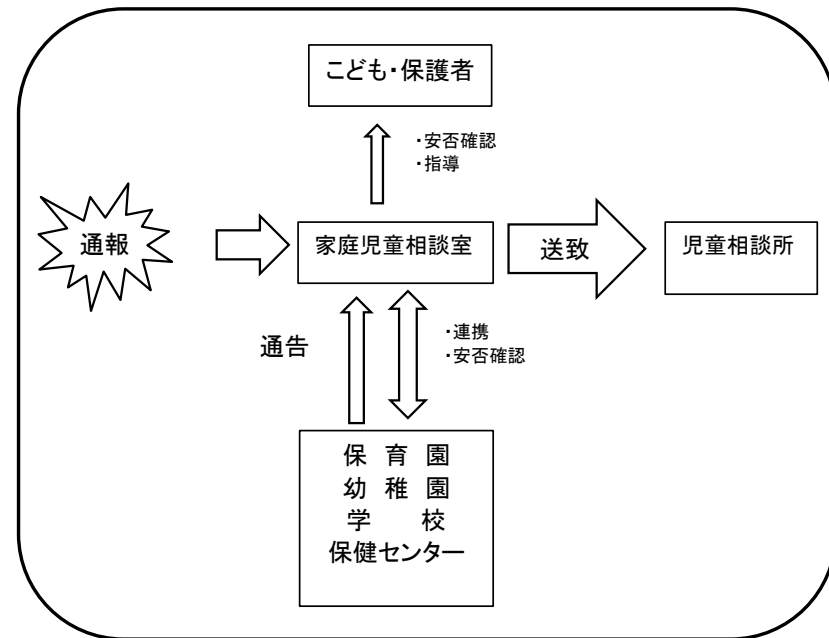 こども・保護者
・安否確認
・指導
通報
家庭児童相談室
送致
児童相談所
通告
・連携
・安否確認
保 育 園
幼 稚 園
学 校
保健センター